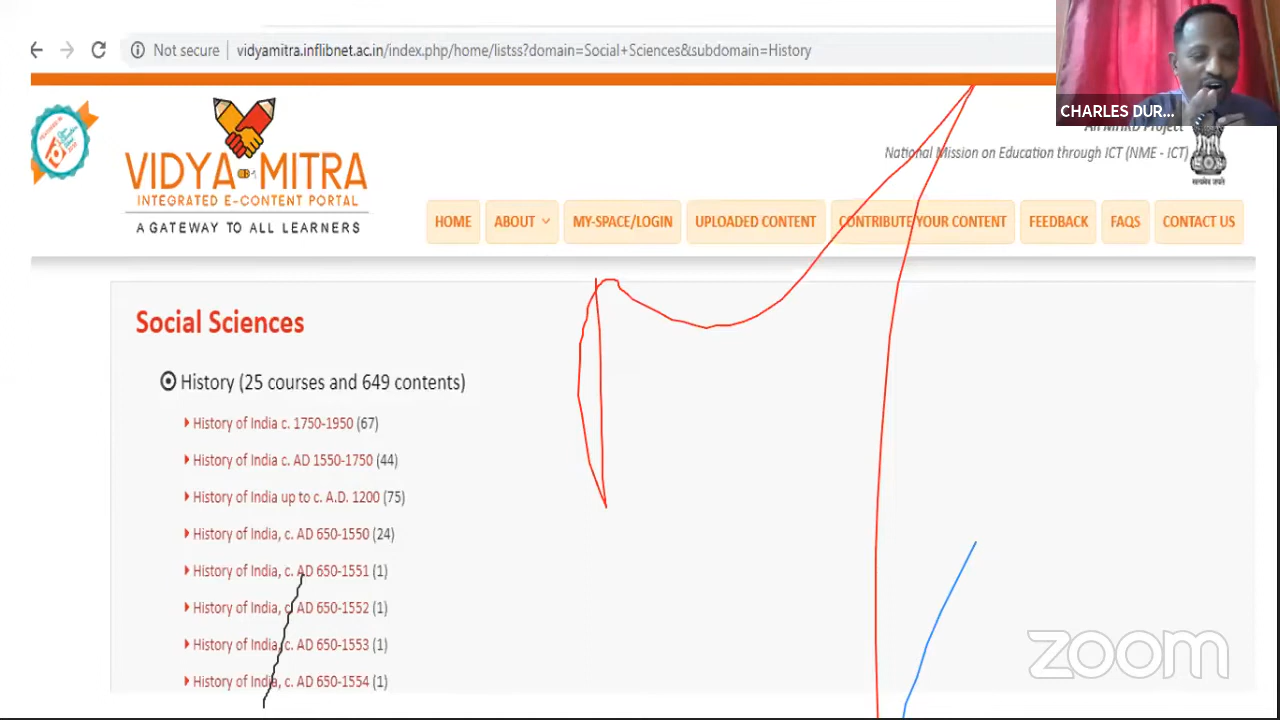 Not secure vidyamitra.inflibnet.ac.in/index.php/home/listss?domain=Social+Sciences&subdomain=History
CHARLES DUR...
An MHRD Project
National Mission on Education through ICT (NME - ICT)
VIDYA-MITRA
INTEGRATED E-CONTENT PORTAL
A GATEWAY TO ALL LEARNERS
HOME ABOUT MY-SPACE/LOGIN UPLOADED CONTENT CONTRIBUTE YOUR CONTENT FEEDBACK FAQS CONTACT US
Social Sciences
History (25 courses and 649 contents)
History of India c. 1750-1950 (67)
History of India c. AD 1550-1750 (44)
History of India up to c. A.D. 1200 (75)
History of India, c. AD 650-1550 (24)
History of India, c. AD 650-1551 (1)
History of India, c. AD 650-1552 (1)
History of India, c. AD 650-1553 (1)
History of India, c. AD 650-1554 (1)
zoom